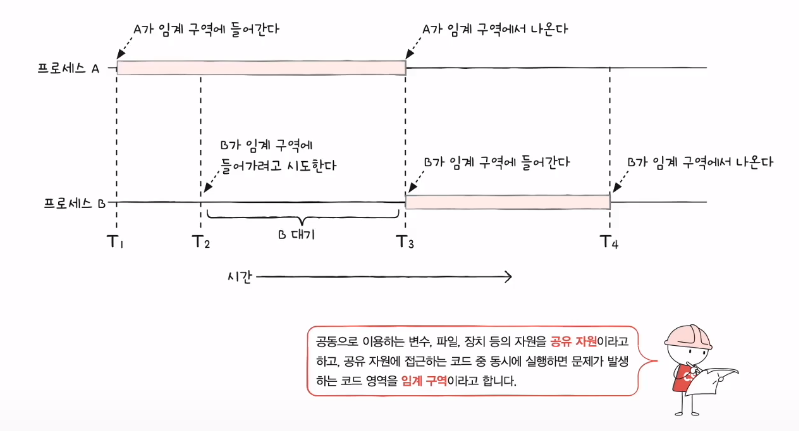 A가 임계 구역에 들어간다
A가 임계 구역에서 나온다
프로세스 A
B가 임계 구역에
들어가려고 시도한다
B가 임계 구역에 들어간다
B가 임계 구역에서 나온다
프로세스 B
B 대기
T1
T2
T3
T4
시간
공동으로 이용하는 변수, 파일, 장치 등의 자원을 공유 자원이라고
하고, 공유 자원에 접근하는 코드 중 동시에 실행하면 문제가 발생
하는 코드 영역을 임계 구역이라고 합니다.